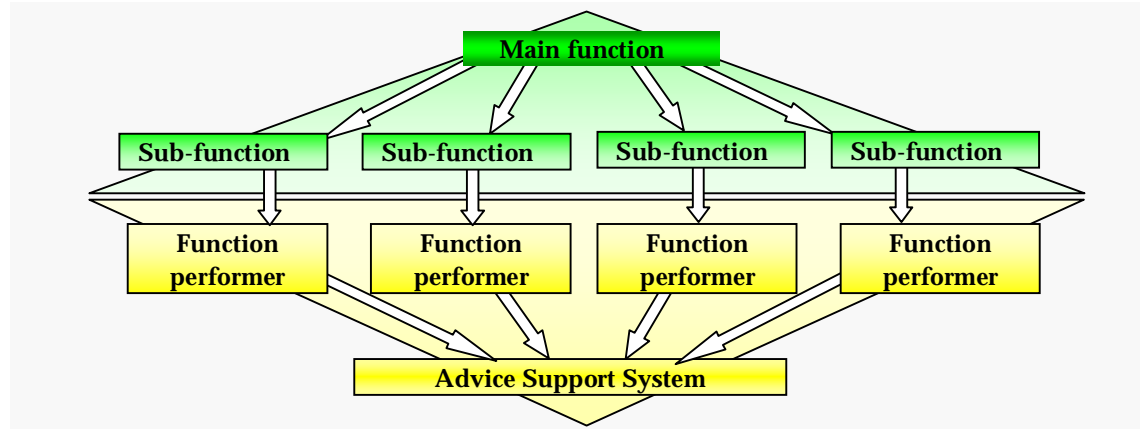 Main function
Sub-function
Sub-function
Sub-function
Sub-function
Function
performer
Function
performer
Function
performer
Function
performer
Advice Support System